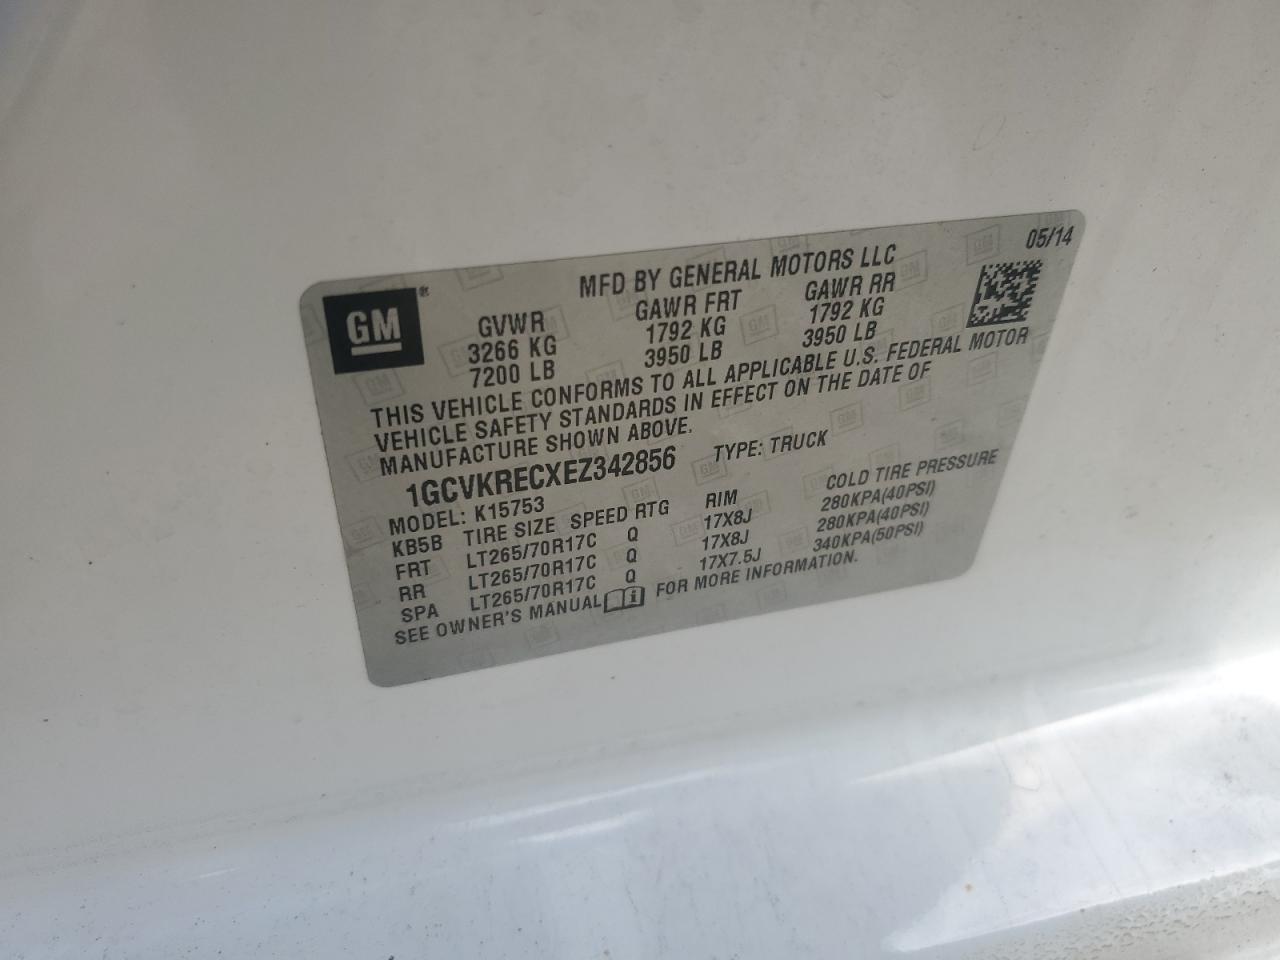 05/14
GM®
MFD BY GENERAL MOTORS LLC
GVWR GAWR FRT GAWR RR
3266 KG 1792 KG 1792 KG
7200 LB 3950 LB 3950 LB
THIS VEHICLE CONFORMS TO ALL APPLICABLE U.S. FEDERAL MOTOR
VEHICLE SAFETY STANDARDS IN EFFECT ON THE DATE OF
MANUFACTURE SHOWN ABOVE.
1GCVKRECXEZ342856 TYPE: TRUCK
MODEL: K15753
KB5B TIRE SIZE SPEED RTG RIM COLD TIRE PRESSURE
FRT LT265/70R17C Q 17X8J 280KPA(40PSI)
RR LT265/70R17C Q 17X8J 280KPA(40PSI)
SPA LT265/70R17C Q 17X7.5J 340KPA(50PSI)
SEE OWNER'S MANUAL FOR MORE INFORMATION.